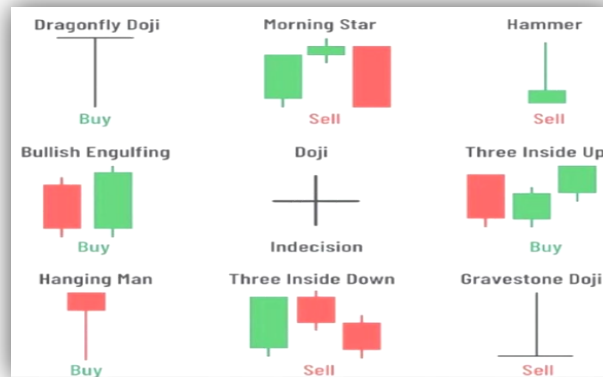 Dragonfly Doji
Morning Star
Hammer
Buy
Sell
Sell
Bullish Engulfing
Doji
Three Inside Up
Buy
Indecision
Buy
Hanging Man
Three Inside Down
Gravestone Doji
Buy
Sell
Sell